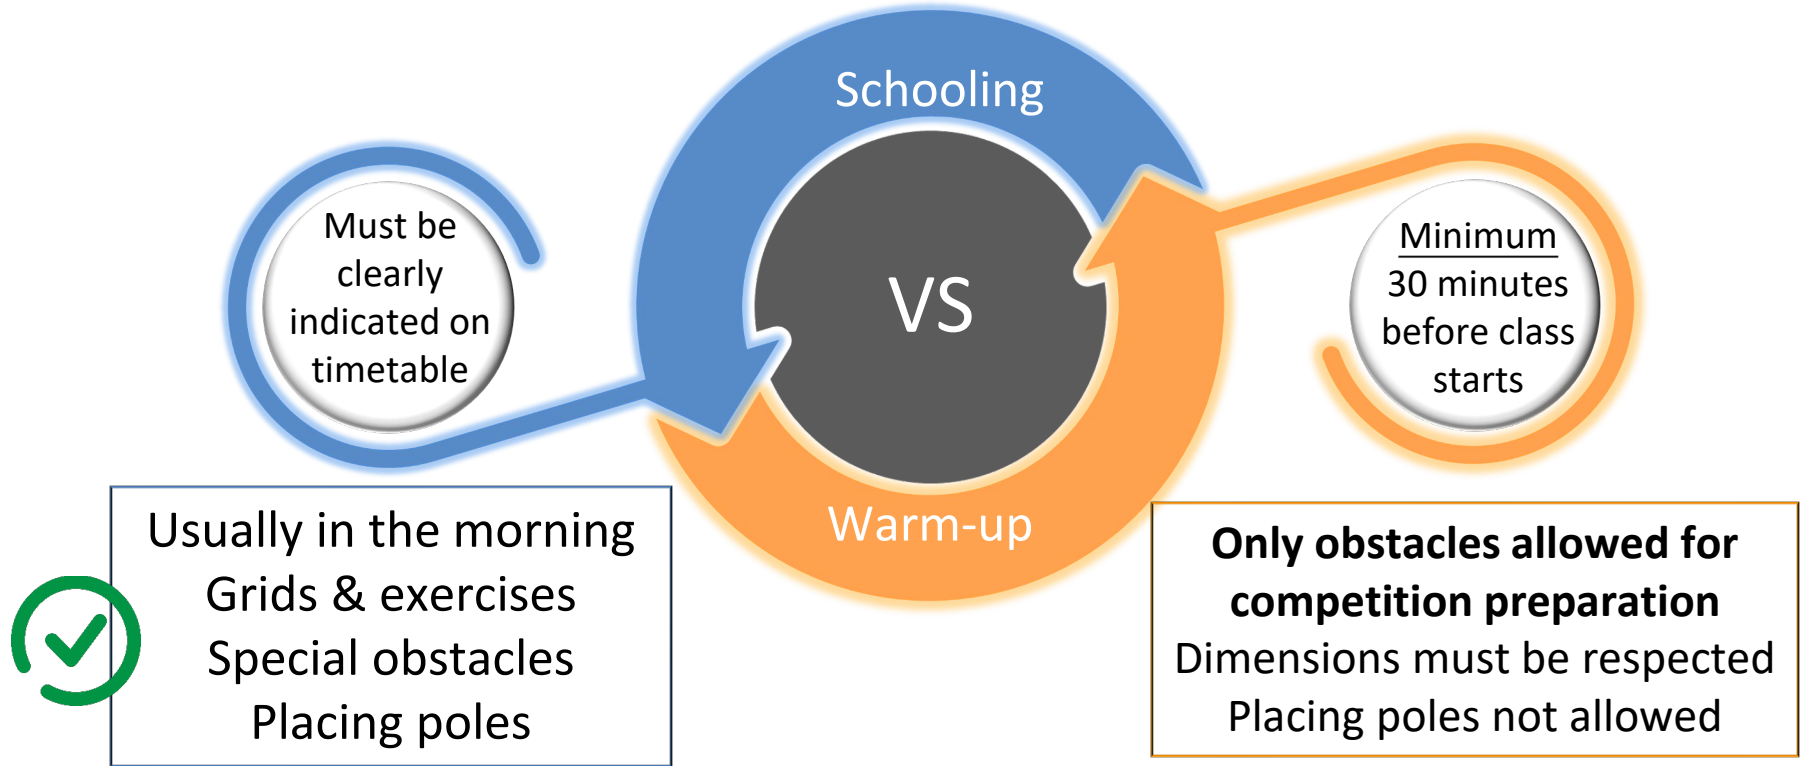 Schooling
VS
Warm-up
Must be
clearly
indicated on
timetable
Minimum
30 minutes
before class
starts
Usually in the morning
Grids & exercises
Special obstacles
Placing poles
Only obstacles allowed for
competition preparation
Dimensions must be respected
Placing poles not allowed